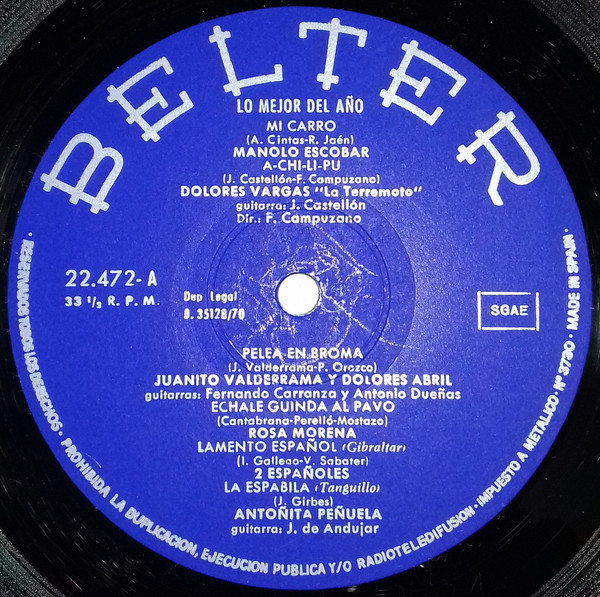 BELTER
LO MEJOR DEL AÑO
MI CARRO
(A. Cintas-R. Jaén)
MANOLO ESCOBAR
A-CHI-LI-PU
(J. Castellón-F. Campuzano)
DOLORES VARGAS "La Terremoto"
guitarra: J. Castellón
Dir.: F. Campuzano
22.472-A
33 1/3 R. P. M.
Dep. Legal
B. 35128/70
SGAE
PELEA EN BROMA
(J. Valderrama-P. Orozco)
JUANITO VALDERRAMA Y DOLORES ABRIL
guitarras: Fernando Carranza y Antonio Dueñas
ECHALE GUINDA AL PAVO
(Cantabrana-Perelló-Mostazo)
ROSA MORENA
LAMENTO ESPAÑOL (Gibraltar)
(I. Gallego-V. Sabater)
2 ESPAÑOLES
LA ESPABILA (Tanguillo)
(J. Girbes)
ANTOÑITA PEÑUELA
guitarra: J. de Andujar
· RESERVADOS TODOS LOS DERECHOS · PROHIBIDA LA DUPLICACION, EJECUCION PUBLICA Y/O RADIOTELEDIFUSION · IMPUESTO A METALICO · Nº 3790 · MADE IN SPAIN ·